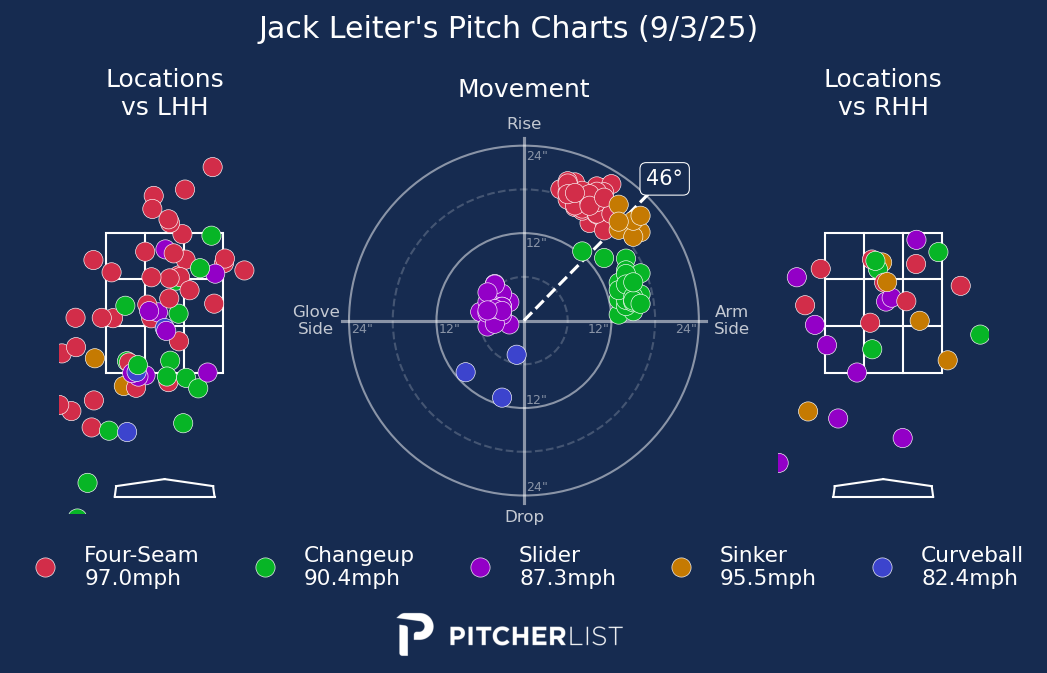 Jack Leiter's Pitch Charts (9/3/25)
Locations
vs LHH
Movement
Locations
vs RHH
Rise
24"
46°
12"
Glove
Side
24"
12"
12"
24"
Arm
Side
12"
24"
Drop
Four-Seam
97.0mph
Changeup
90.4mph
Slider
87.3mph
Sinker
95.5mph
Curveball
82.4mph
PITCHERLIST